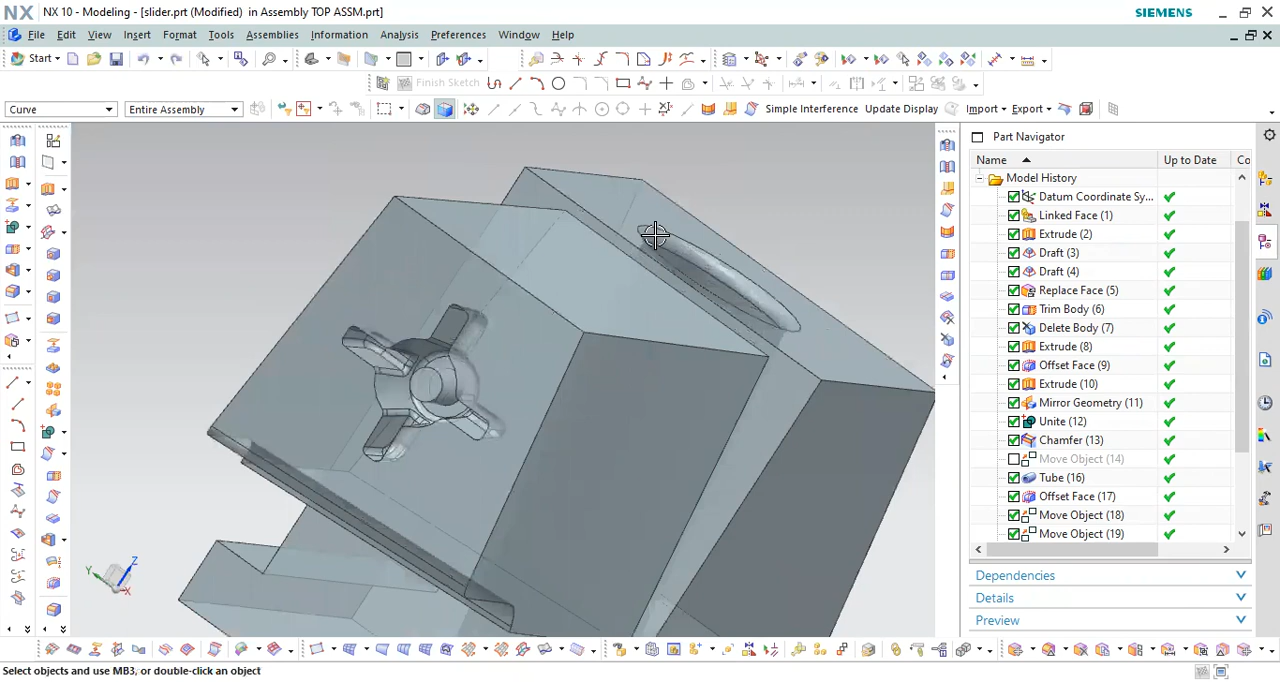 NX NX 10 - Modeling - [slider.prt (Modified) in Assembly TOP ASSM.prt] SIEMENS
File Edit View Insert Format Tools Assemblies Information Analysis Preferences Window Help
Start
Finish Sketch
Curve Entire Assembly Simple Interference Update Display Import Export
Part Navigator
Name Up to Date Co
Model History
Datum Coordinate Sy...
Linked Face (1)
Extrude (2)
Draft (3)
Draft (4)
Replace Face (5)
Trim Body (6)
Delete Body (7)
Extrude (8)
Offset Face (9)
Extrude (10)
Mirror Geometry (11)
Unite (12)
Chamfer (13)
Move Object (14)
Tube (16)
Offset Face (17)
Move Object (18)
Move Object (19)
Dependencies
Details
Preview
Z
Y
X
Select objects and use MB3, or double-click an object